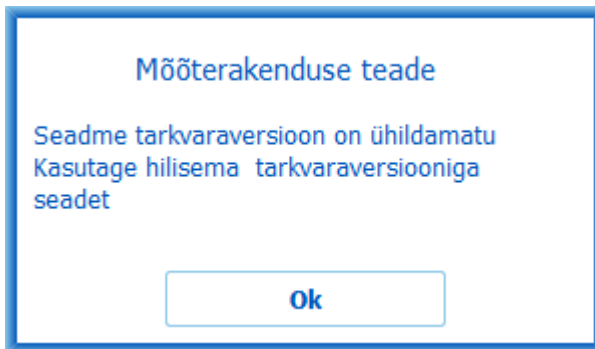 Mõõterakenduse teade
Seadme tarkvaraversioon on ühildamatu
Kasutage hilisema  tarkvaraversiooniga
seadet
Ok